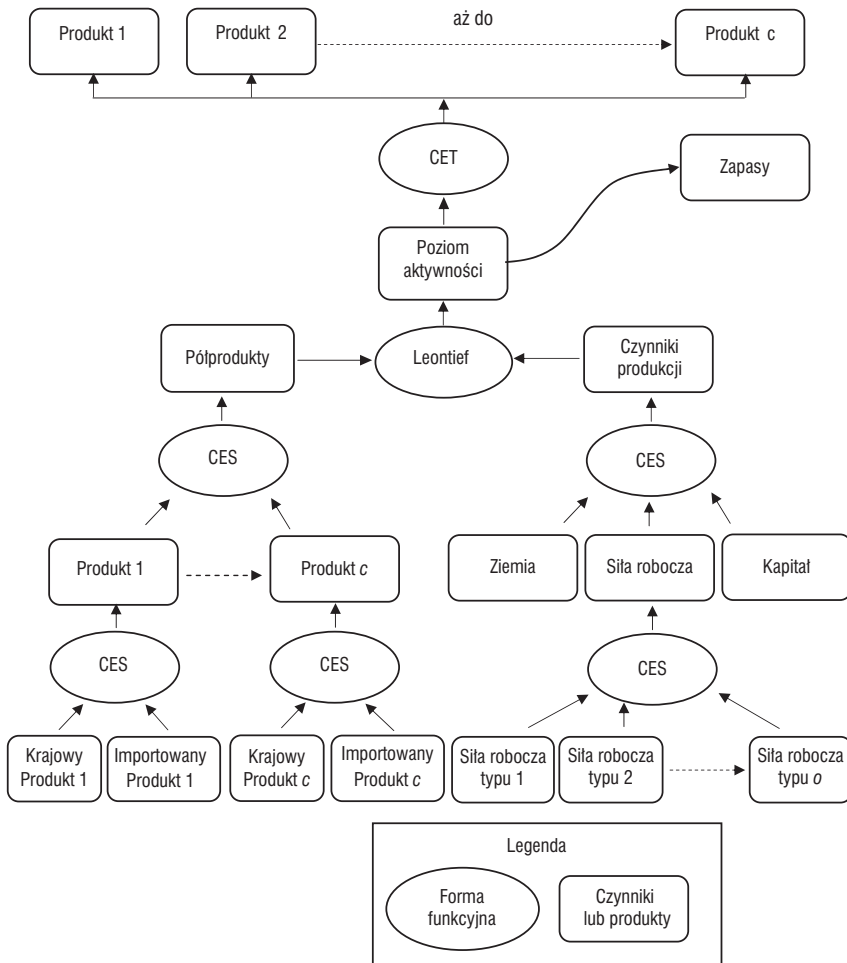 Produkt 1
Produkt 2
aż do
Produkt c
CET
Zapasy
Poziom
aktywności
Półprodukty
Leontief
Czynniki
produkcji
CES
CES
Produkt 1
Produkt c
Ziemia
Siła robocza
Kapitał
CES
CES
CES
Krajowy
Produkt 1
Importowany
Produkt 1
Krajowy
Produkt c
Importowany
Produkt c
Siła robocza
typu 1
Siła robocza
typu 2
Siła robocza
typu o
Legenda
Forma
funkcyjna
Czynniki
lub produkty